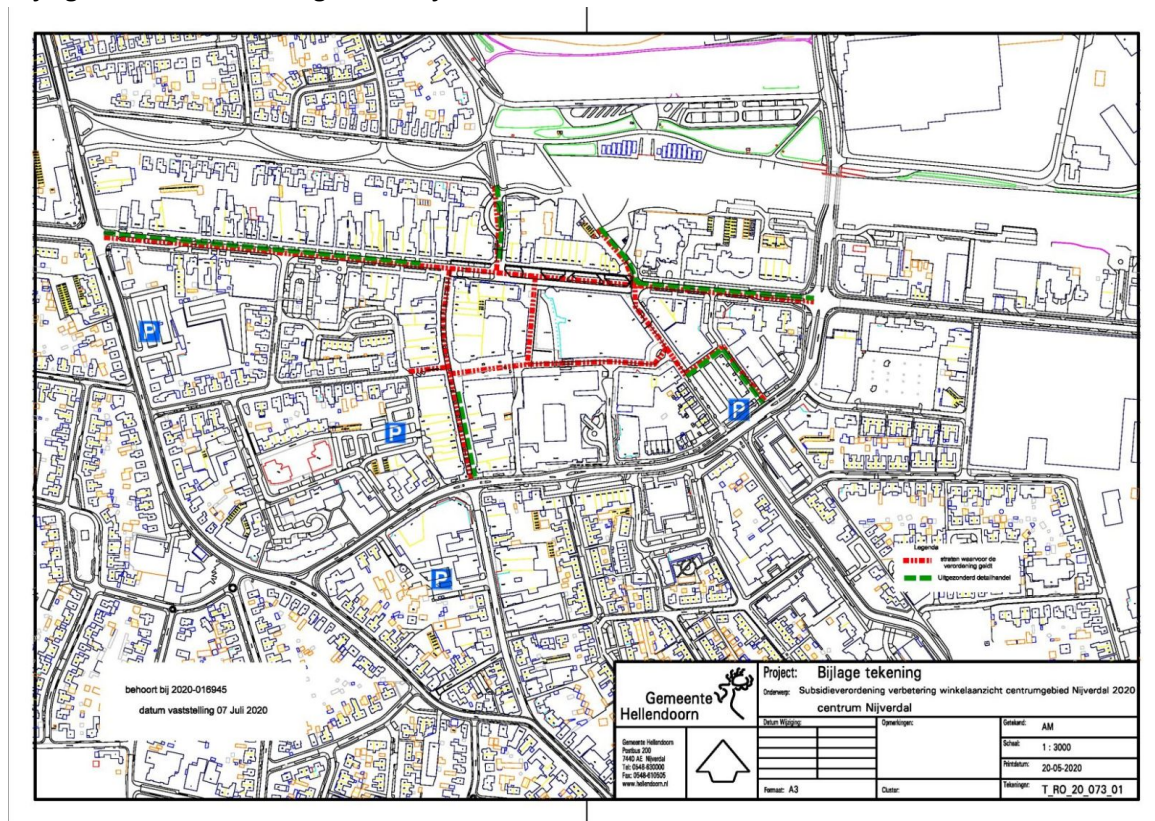 P
P
P
P
Legenda
straten waarvoor de
verordening geldt
Uitgezonderd detailhandel
behoort bij 2020-016945
datum vaststelling 07 Juli 2020
Gemeente
Hellendoorn
Gemeente Hellendoorn
Postbus 200
7440 AE Nijverdal
Tel: 0548-630000
Fax: 0548-610505
www.hellendoorn.nl
Project: Bijlage tekening
Onderwerp: Subsidieverordening verbetering winkelaanzicht centrumgebied Nijverdal 2020
centrum Nijverdal
Datum Wijziging:
Opmerkingen:
Getekend: AM
Schaal: 1 : 3000
Printdatum: 20-05-2020
Formaat: A3
Cluster:
Tekeningnr: T_RO_20_073_01